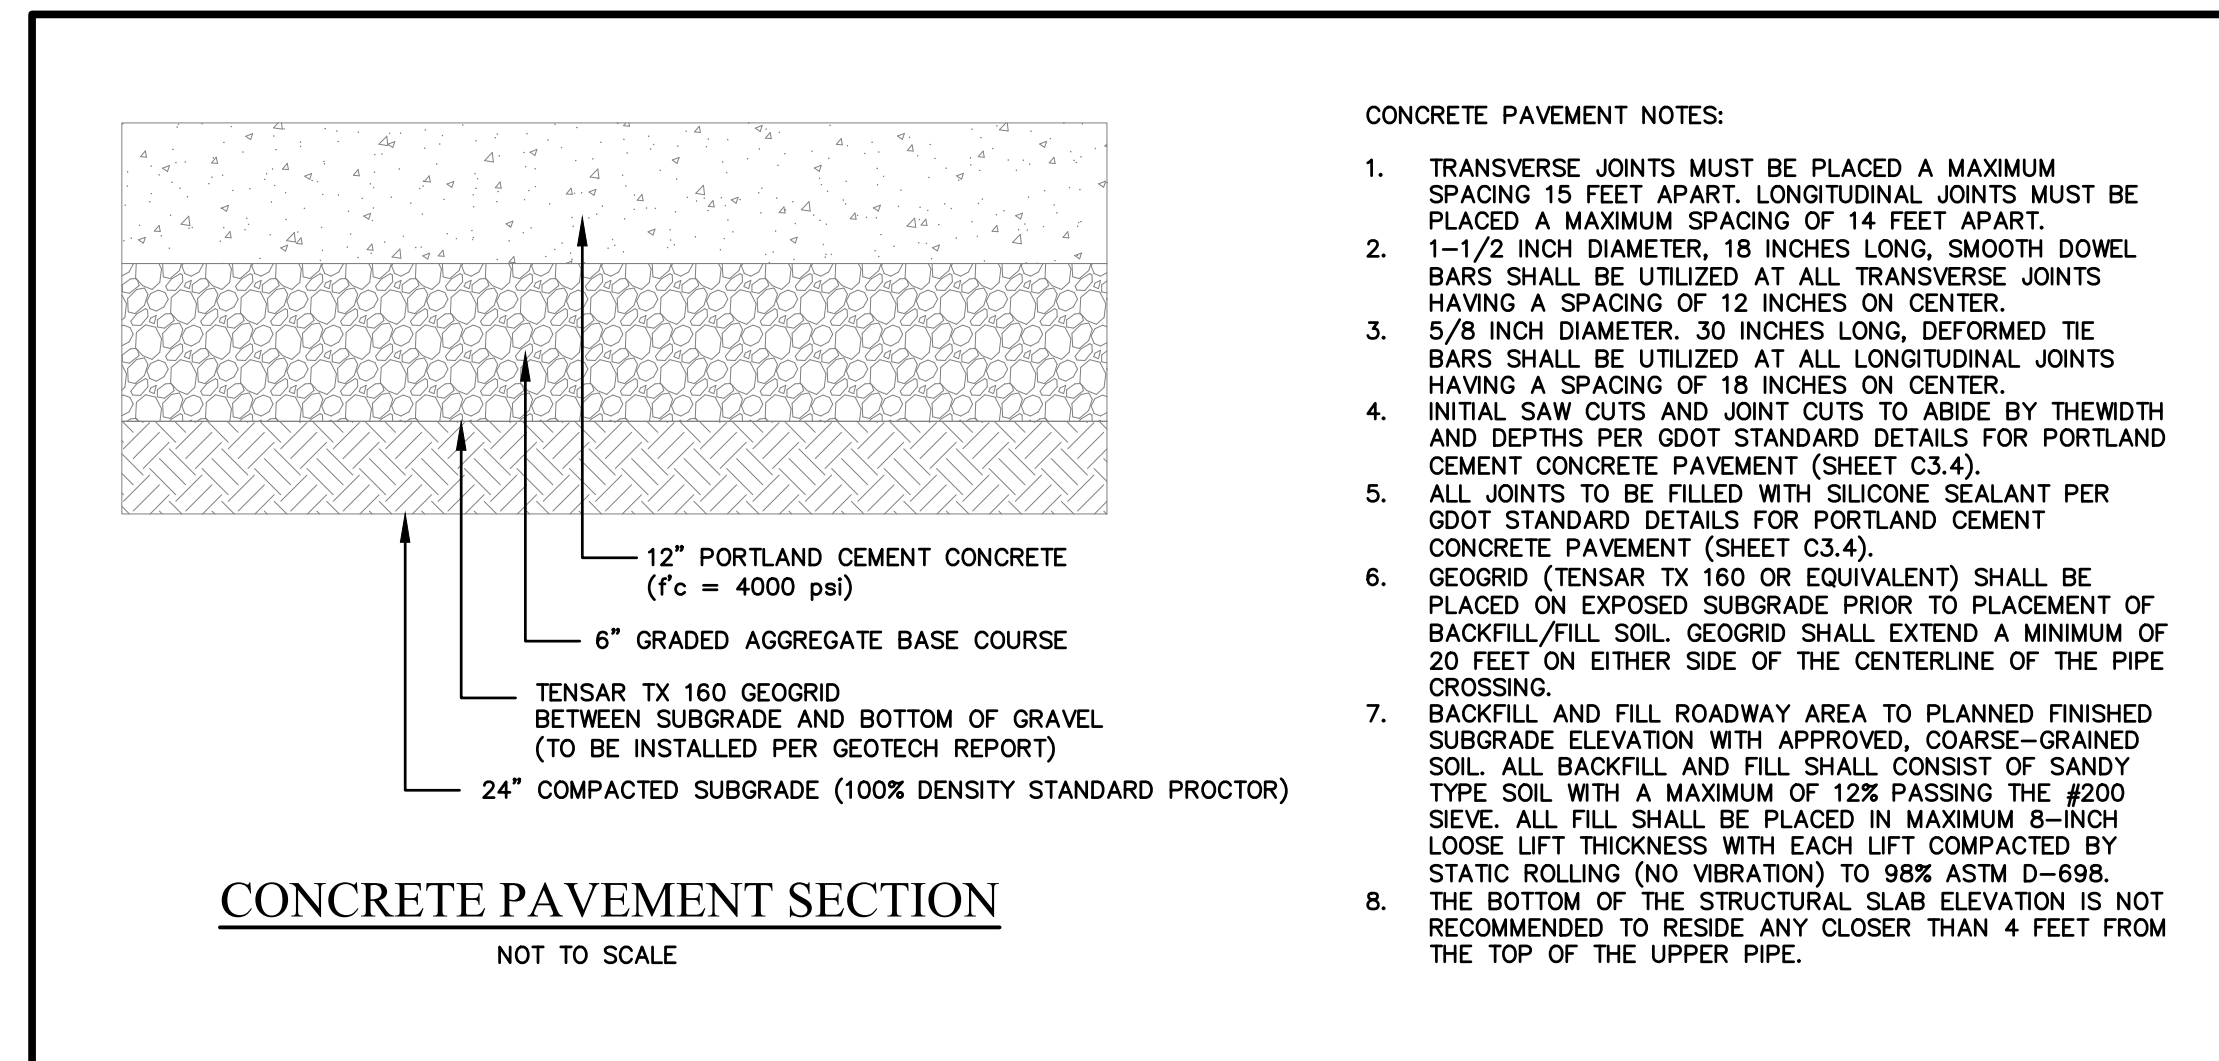 12" PORTLAND CEMENT CONCRETE
(f'c = 4000 psi)
6" GRADED AGGREGATE BASE COURSE
TENSAR TX 160 GEOGRID
BETWEEN SUBGRADE AND BOTTOM OF GRAVEL
(TO BE INSTALLED PER GEOTECH REPORT)
24" COMPACTED SUBGRADE (100% DENSITY STANDARD PROCTOR)
CONCRETE PAVEMENT SECTION
NOT TO SCALE
CONCRETE PAVEMENT NOTES:
1. TRANSVERSE JOINTS MUST BE PLACED A MAXIMUM
SPACING 15 FEET APART. LONGITUDINAL JOINTS MUST BE
PLACED A MAXIMUM SPACING OF 14 FEET APART.
2. 1-1/2 INCH DIAMETER, 18 INCHES LONG, SMOOTH DOWEL
BARS SHALL BE UTILIZED AT ALL TRANSVERSE JOINTS
HAVING A SPACING OF 12 INCHES ON CENTER.
3. 5/8 INCH DIAMETER. 30 INCHES LONG, DEFORMED TIE
BARS SHALL BE UTILIZED AT ALL LONGITUDINAL JOINTS
HAVING A SPACING OF 18 INCHES ON CENTER.
4. INITIAL SAW CUTS AND JOINT CUTS TO ABIDE BY THEWIDTH
AND DEPTHS PER GDOT STANDARD DETAILS FOR PORTLAND
CEMENT CONCRETE PAVEMENT (SHEET C3.4).
5. ALL JOINTS TO BE FILLED WITH SILICONE SEALANT PER
GDOT STANDARD DETAILS FOR PORTLAND CEMENT
CONCRETE PAVEMENT (SHEET C3.4).
6. GEOGRID (TENSAR TX 160 OR EQUIVALENT) SHALL BE
PLACED ON EXPOSED SUBGRADE PRIOR TO PLACEMENT OF
BACKFILL/FILL SOIL. GEOGRID SHALL EXTEND A MINIMUM OF
20 FEET ON EITHER SIDE OF THE CENTERLINE OF THE PIPE
CROSSING.
7. BACKFILL AND FILL ROADWAY AREA TO PLANNED FINISHED
SUBGRADE ELEVATION WITH APPROVED, COARSE-GRAINED
SOIL. ALL BACKFILL AND FILL SHALL CONSIST OF SANDY
TYPE SOIL WITH A MAXIMUM OF 12% PASSING THE #200
SIEVE. ALL FILL SHALL BE PLACED IN MAXIMUM 8-INCH
LOOSE LIFT THICKNESS WITH EACH LIFT COMPACTED BY
STATIC ROLLING (NO VIBRATION) TO 98% ASTM D-698.
8. THE BOTTOM OF THE STRUCTURAL SLAB ELEVATION IS NOT
RECOMMENDED TO RESIDE ANY CLOSER THAN 4 FEET FROM
THE TOP OF THE UPPER PIPE.